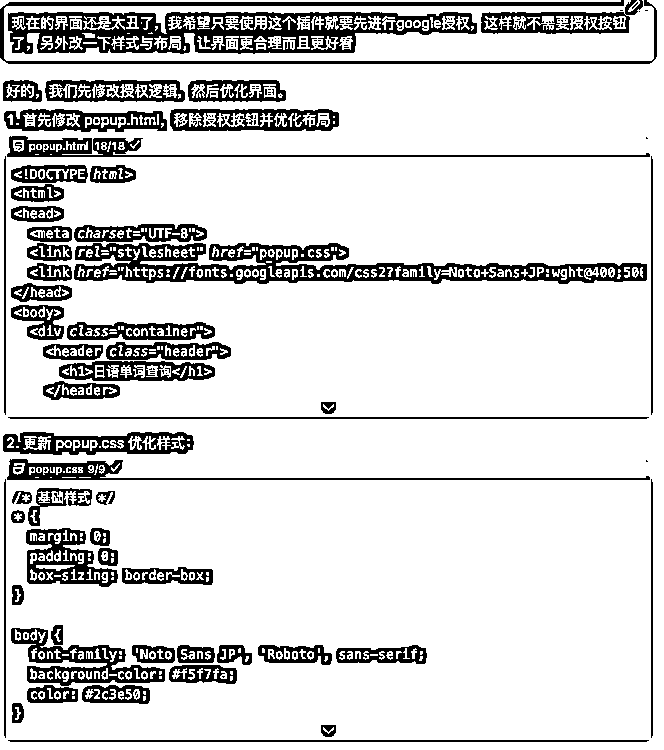 现在的界面还是太丑了，我希望只要使用这个插件就要先进行google授权，这样就不需要授权按钮
了，另外改一下样式与布局，让界面更合理而且更好看
好的，我们先修改授权逻辑，然后优化界面。
1. 首先修改 popup.html，移除授权按钮并优化布局：
popup.html 18/18
<!DOCTYPE html>
<html>
<head>
<meta charset="UTF-8">
<link rel="stylesheet" href="popup.css">
<link href="https://fonts.googleapis.com/css2?family=Noto+Sans+JP:wght@400;500
</head>
<body>
<div class="container">
<header class="header">
<h1>日语单词查询</h1>
</header>
2. 更新 popup.css 优化样式：
popup.css 9/9
/* 基础样式 */
* {
margin: 0;
padding: 0;
box-sizing: border-box;
}
body {
font-family: 'Noto Sans JP', 'Roboto', sans-serif;
background-color: #f5f7fa;
color: #2c3e50;
}